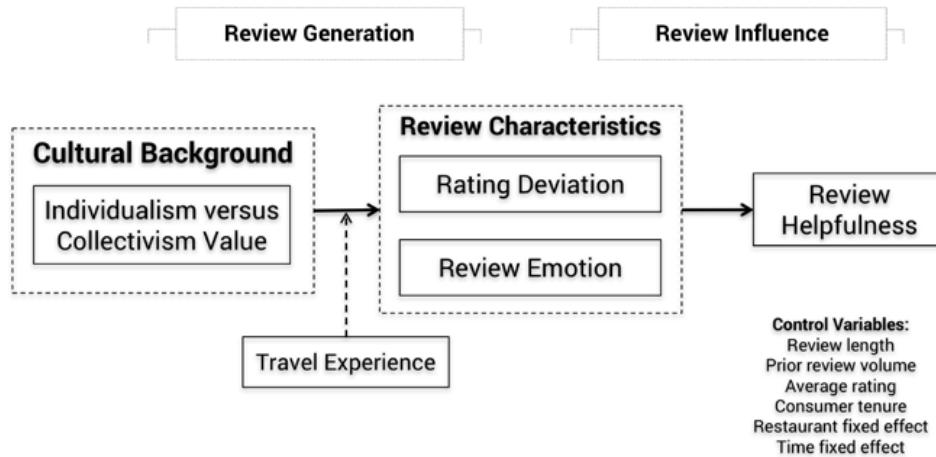 Review Generation
Review Influence
Cultural Background
Individualism versus
Collectivism Value
Review Characteristics
Rating Deviation
Review Emotion
Review
Helpfulness
Travel Experience
Control Variables:
Review length
Prior review volume
Average rating
Consumer tenure
Restaurant fixed effect
Time fixed effect